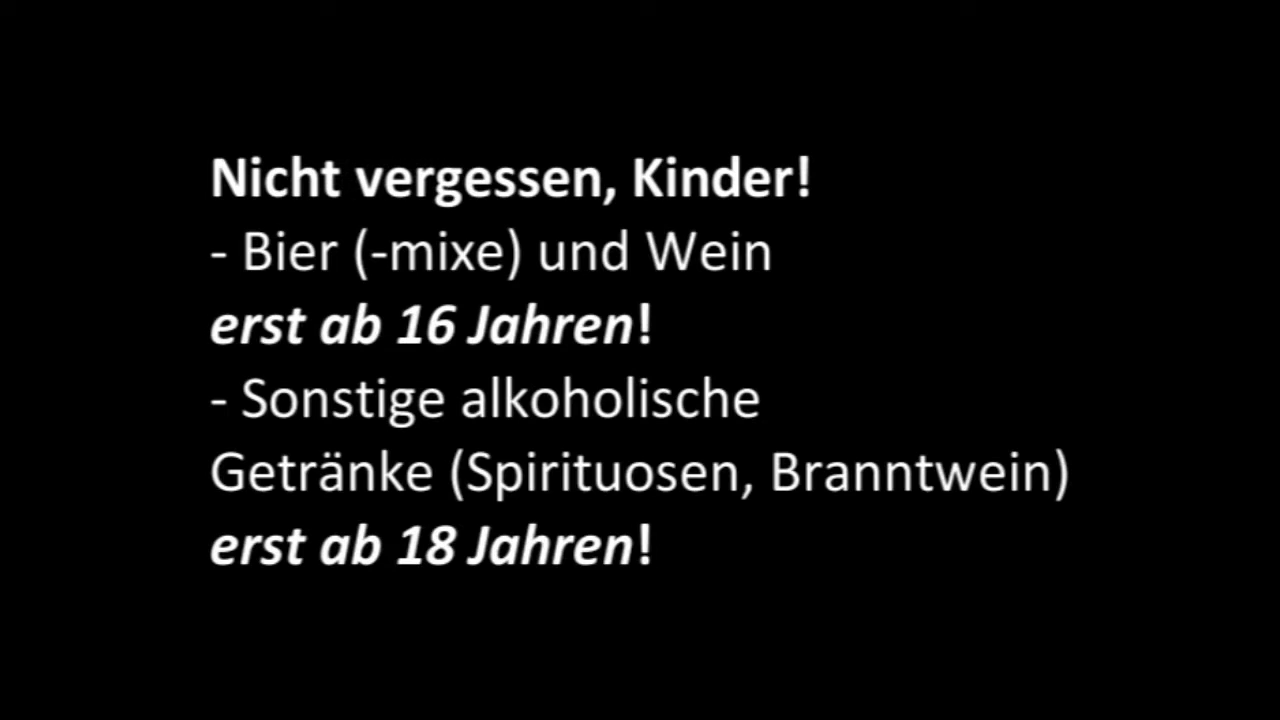 Nicht vergessen, Kinder!
- Bier (-mixe) und Wein
erst ab 16 Jahren!
- Sonstige alkoholische
Getränke (Spirituosen, Branntwein)
erst ab 18 Jahren!